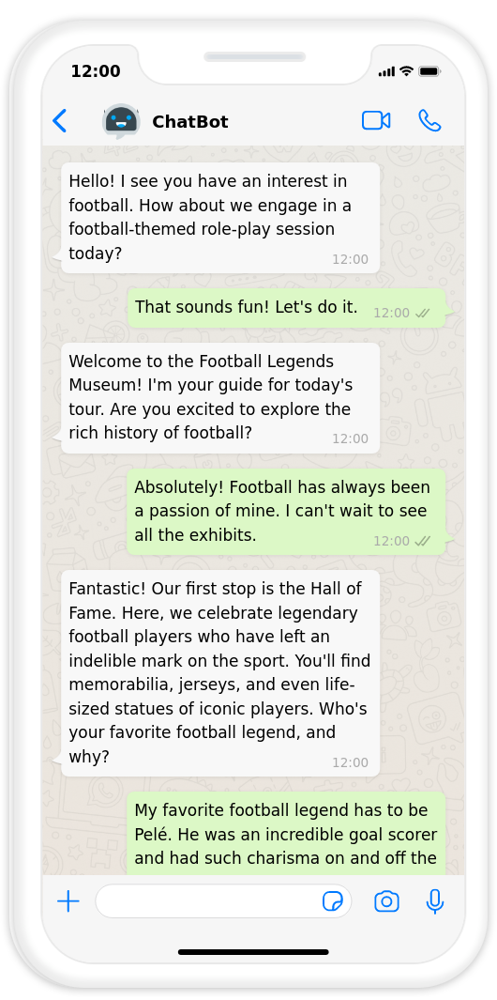 12:00
ChatBot
Hello! I see you have an interest in
football. How about we engage in a
football-themed role-play session
today?
12:00
That sounds fun! Let's do it.
12:00
Welcome to the Football Legends
Museum! I'm your guide for today's
tour. Are you excited to explore the
rich history of football?
12:00
Absolutely! Football has always been
a passion of mine. I can't wait to see
all the exhibits.
12:00
Fantastic! Our first stop is the Hall of
Fame. Here, we celebrate legendary
football players who have left an
indelible mark on the sport. You'll find
memorabilia, jerseys, and even life-
sized statues of iconic players. Who's
your favorite football legend, and
why?
12:00
My favorite football legend has to be
Pelé. He was an incredible goal scorer
and had such charisma on and off the